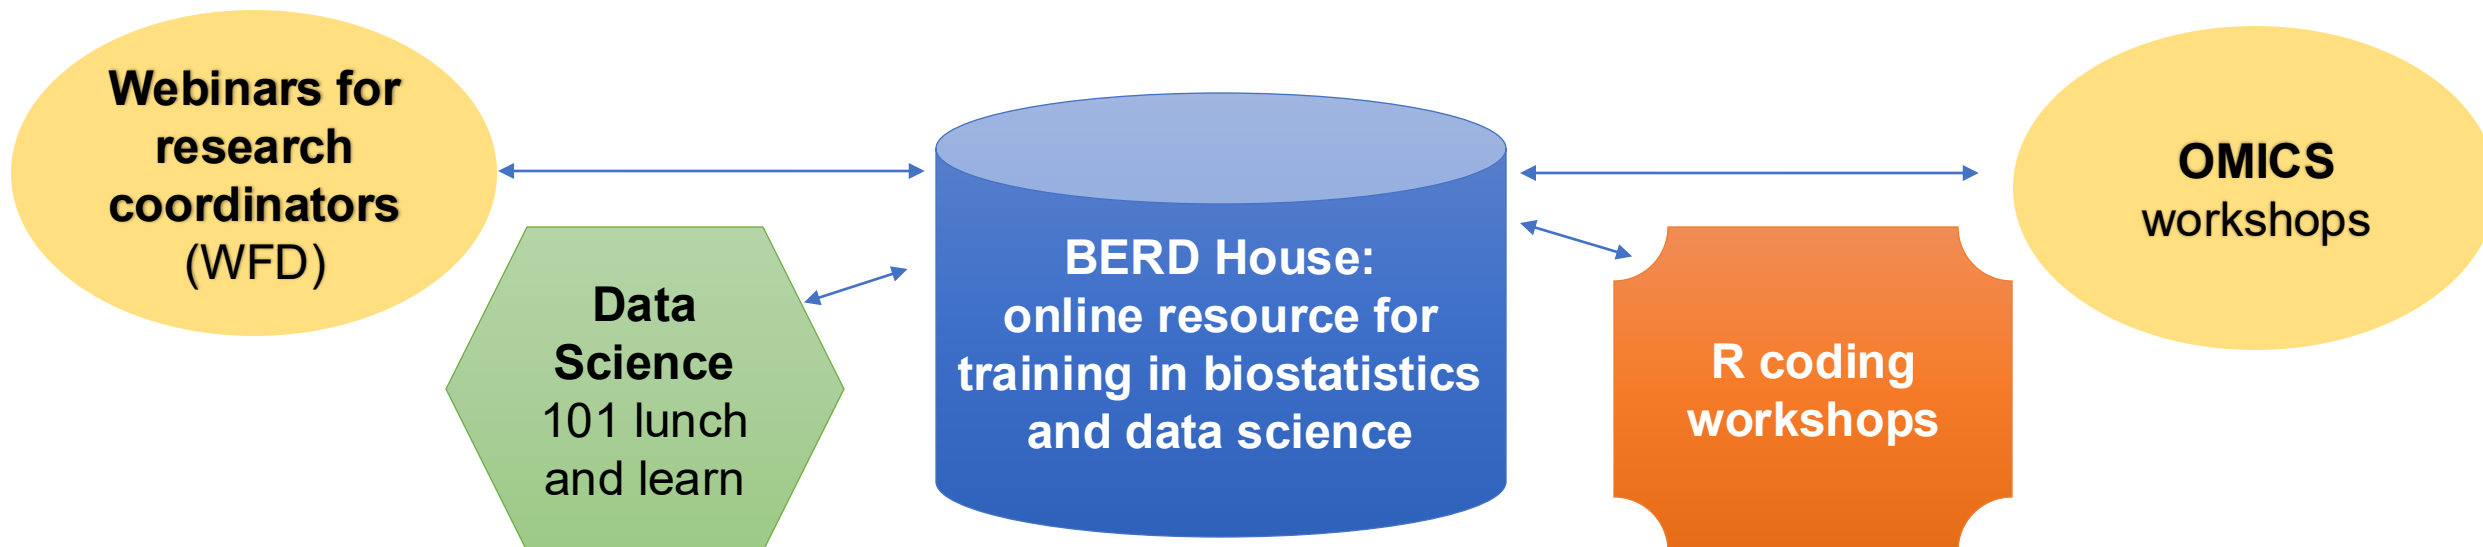 Webinars for
research
coordinators
(WFD)
Data
Science
101 lunch
and learn
BERD House:
online resource for
training in biostatistics
and data science
R coding
workshops
OMICS
workshops